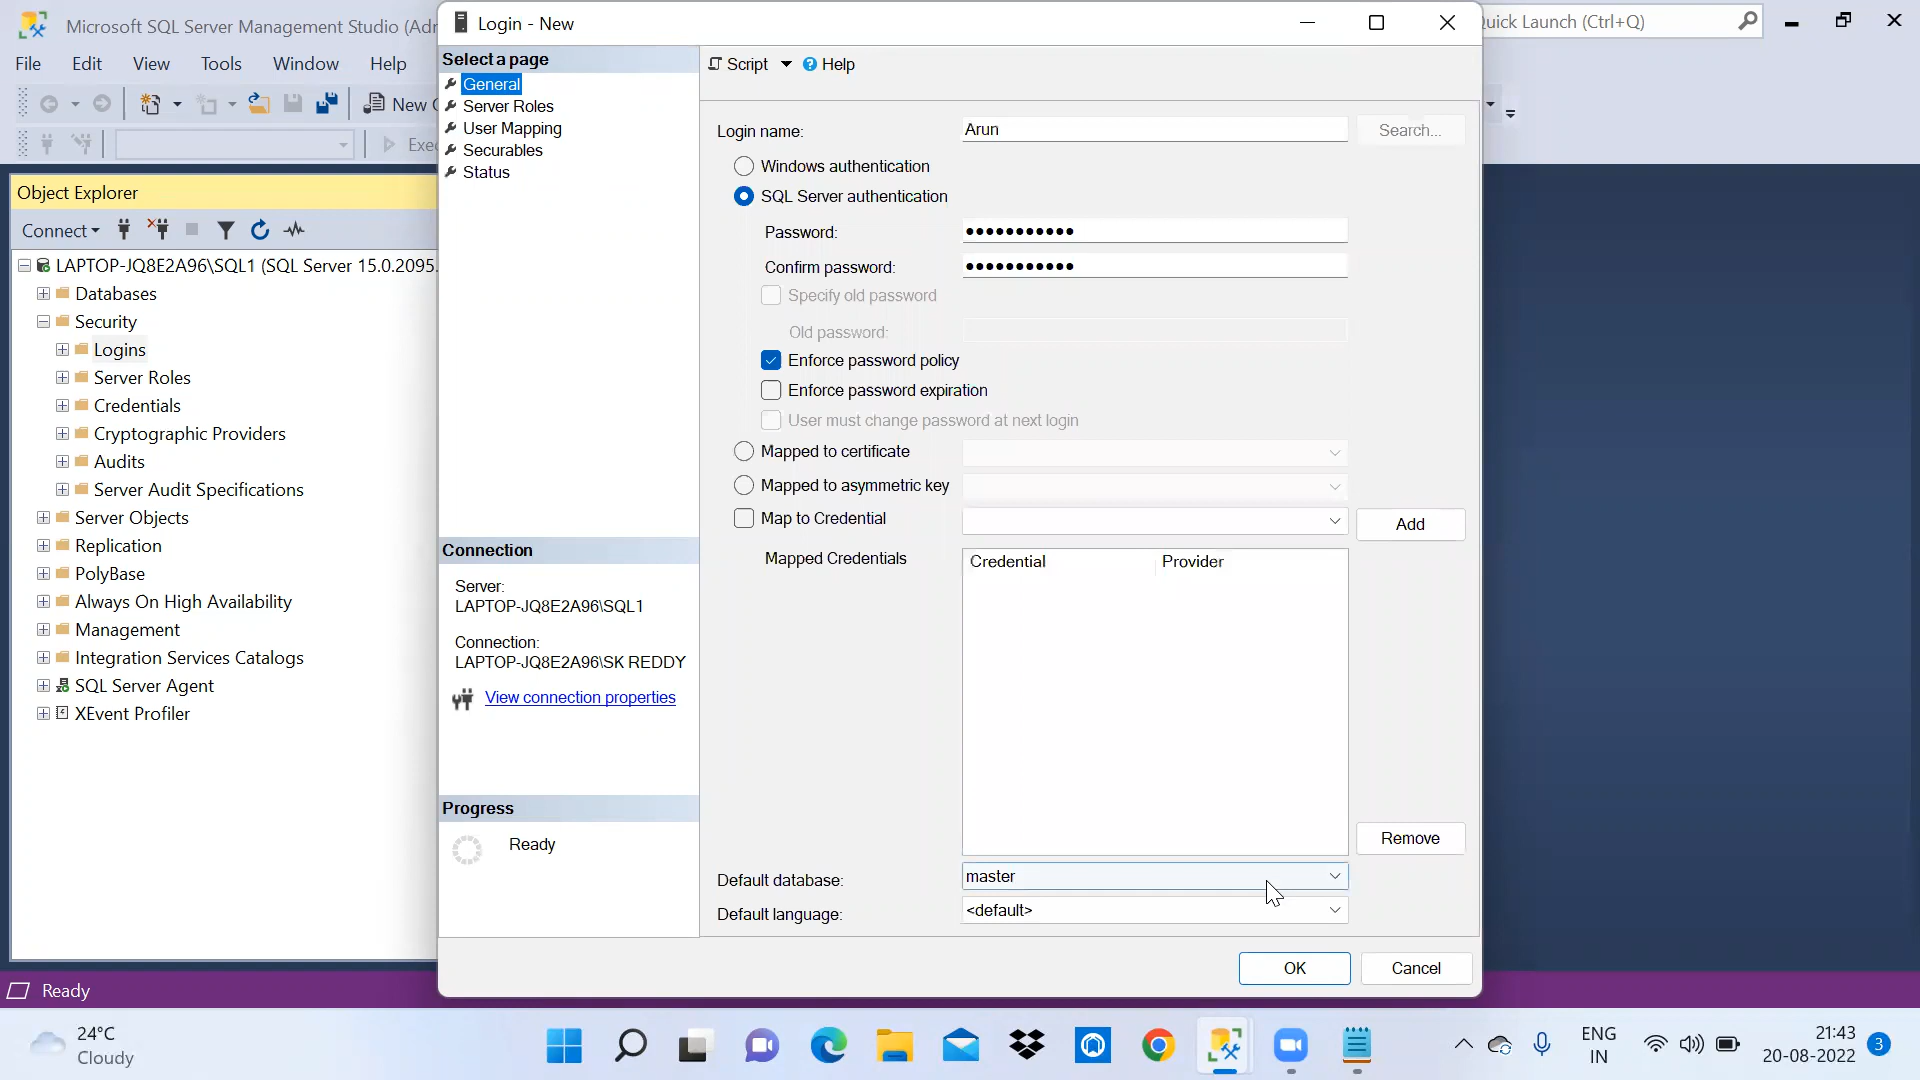 Microsoft SQL Server Management Studio (Adr
Login - New
uick Launch (Ctrl+Q)
File Edit View Tools Window Help
Select a page
General
Server Roles
User Mapping
Securables
Status
Script Help
New
Exe
Login name: Arun Search...
Windows authentication
SQL Server authentication
Password: ●●●●●●●●●●●
Confirm password: ●●●●●●●●●●●
Specify old password
Old password:
Enforce password policy
Enforce password expiration
User must change password at next login
Mapped to certificate
Mapped to asymmetric key
Map to Credential Add
Mapped Credentials Credential Provider
Remove
Default database: master
Default language: <default>
OK Cancel
Object Explorer
Connect
LAPTOP-JQ8E2A96\SQL1 (SQL Server 15.0.2095.
Databases
Security
Logins
Server Roles
Credentials
Cryptographic Providers
Audits
Server Audit Specifications
Server Objects
Replication
PolyBase
Always On High Availability
Management
Integration Services Catalogs
SQL Server Agent
XEvent Profiler
Connection
Server:
LAPTOP-JQ8E2A96\SQL1
Connection:
LAPTOP-JQ8E2A96\SK REDDY
View connection properties
Progress
Ready
Ready
24°C
Cloudy
ENG
IN
21:43
20-08-2022
3